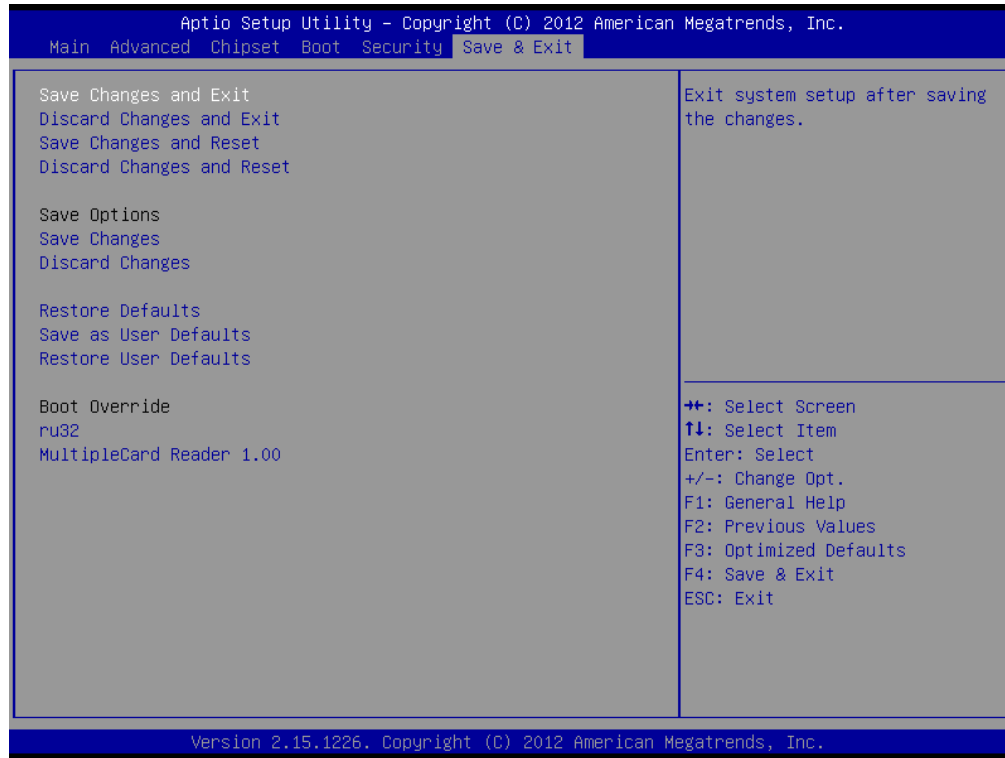 Aptio Setup Utility – Copyright (C) 2012 American Megatrends, Inc.
Main Advanced Chipset Boot Security Save & Exit
Save Changes and Exit
Discard Changes and Exit
Save Changes and Reset
Discard Changes and Reset
Save Options
Save Changes
Discard Changes
Restore Defaults
Save as User Defaults
Restore User Defaults
Boot Override
ru32
MultipleCard Reader 1.00
Exit system setup after saving
the changes.
→←: Select Screen
↑↓: Select Item
Enter: Select
+/-: Change Opt.
F1: General Help
F2: Previous Values
F3: Optimized Defaults
F4: Save & Exit
ESC: Exit
Version 2.15.1226. Copyright (C) 2012 American Megatrends, Inc.